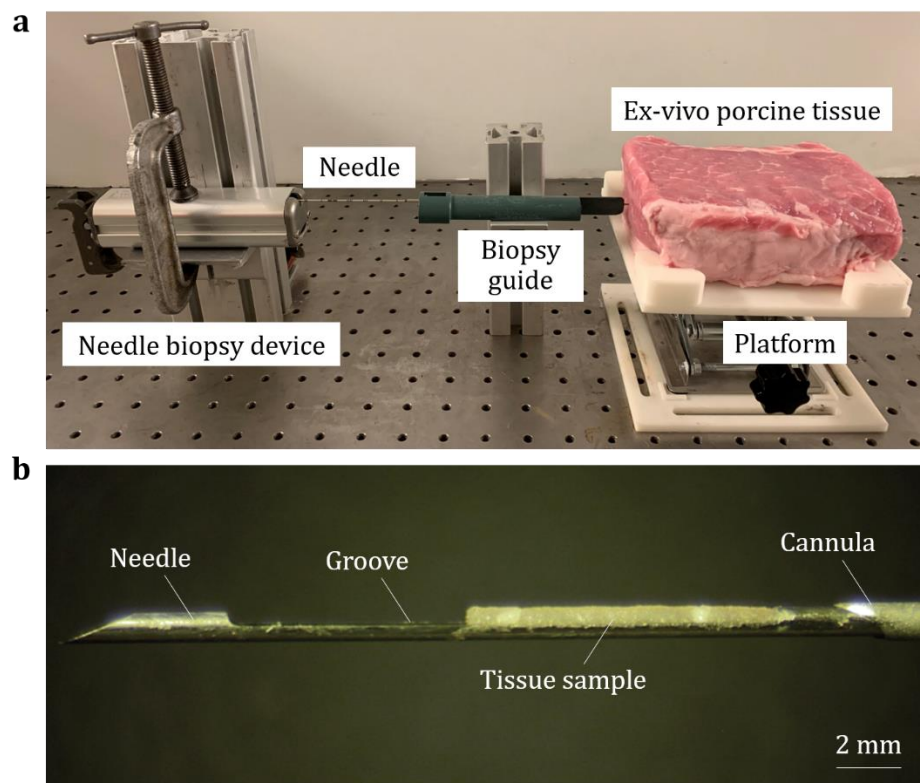 a
Ex-vivo porcine tissue
Needle
Biopsy
guide
Needle biopsy device
Platform
b
Needle
Groove
Cannula
Tissue sample
2 mm